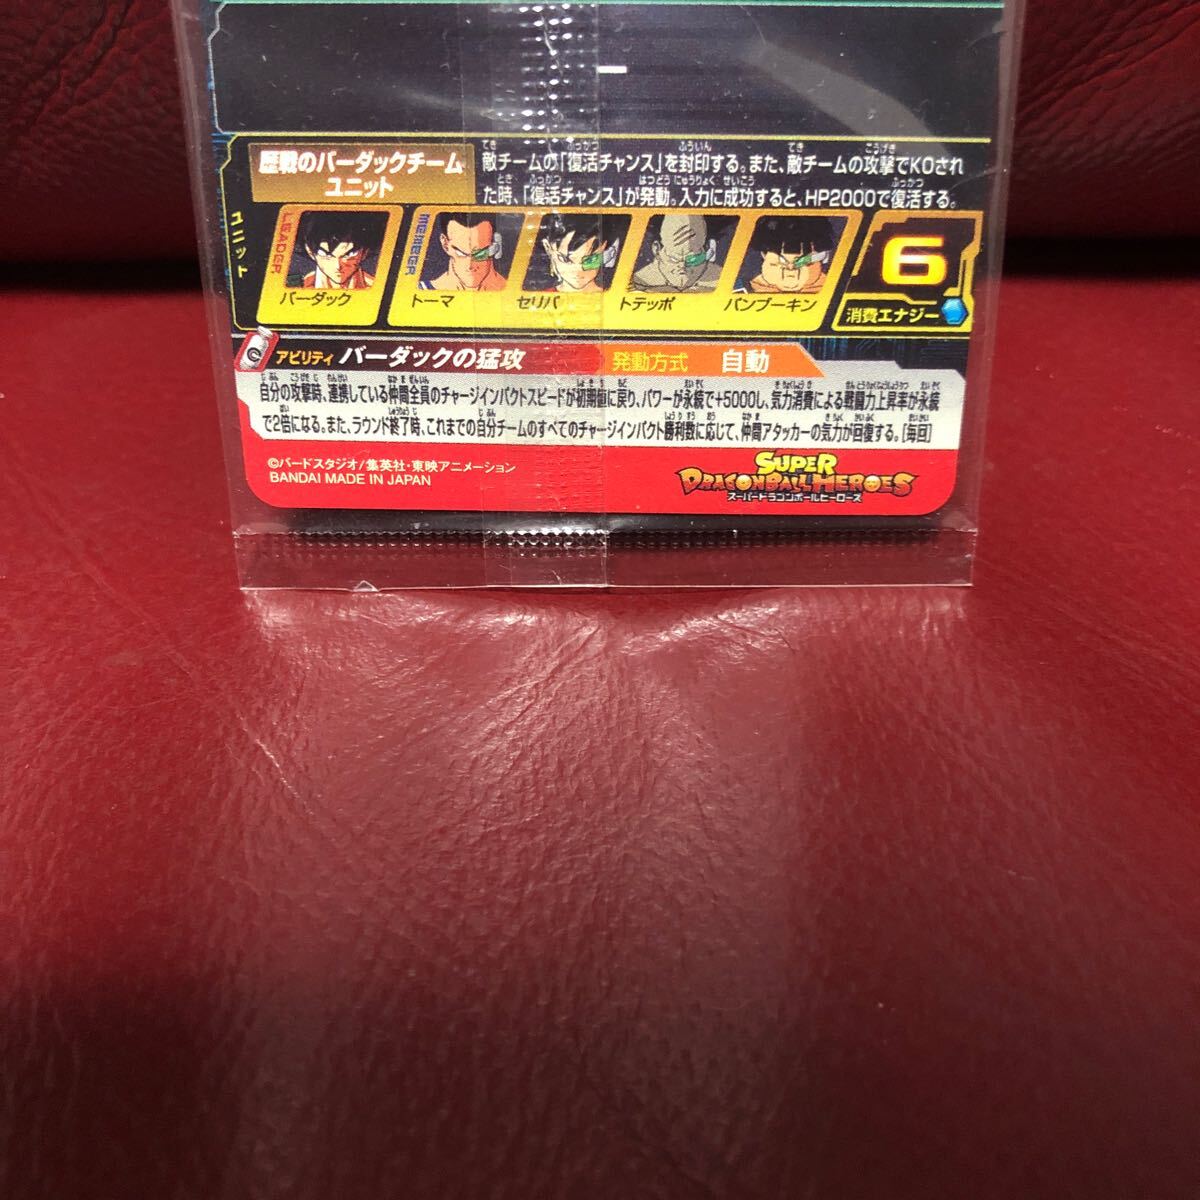 歴戦のバーダックチーム
ユニット
敵チームの「復活チャンス」を封印する。また、敵チームの攻撃でKOされ
た時、「復活チャンス」が発動。入力に成功すると、HP2000で復活する。
ユニット
LEADER
バーダック
MEMBER
トーマ
セリパ
トテッポ
パンブーキン
6
消費エナジー
C
アビリティ バーダックの猛攻
発動方式 自動
自分の攻撃時、連携している仲間全員のチャージインパクトスピードが初期値に戻り、パワーが永続で+5000し、気力消費による戦闘力上昇率が永続
で2倍になる。また、ラウンド終了時、これまでの自分チームのすべてのチャージインパクト勝利数に応じて、仲間アタッカーの気力が回復する。[毎回]
©バードスタジオ/集英社・東映アニメーション
BANDAI MADE IN JAPAN
SUPER
DRAGONBALL HEROES
スーパードラゴンボールヒーローズ